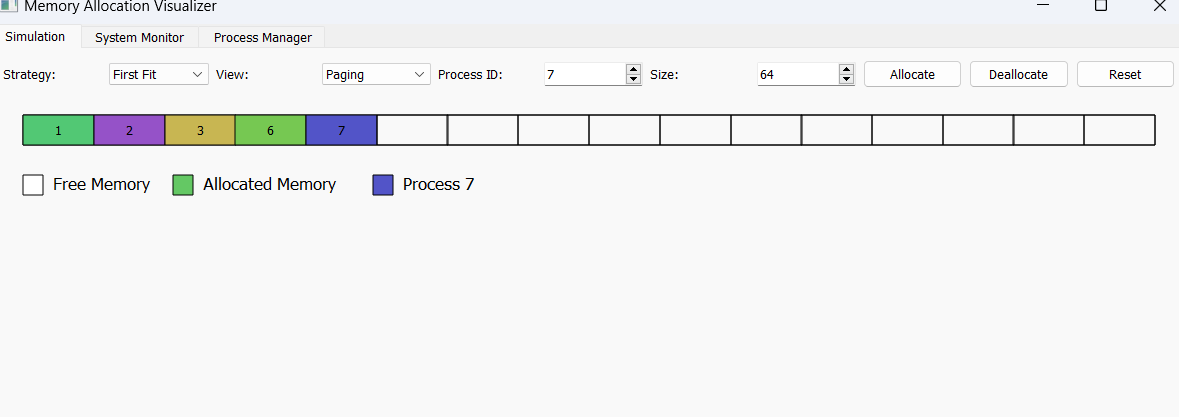 Memory Allocation Visualizer
Simulation System Monitor Process Manager
Strategy: First Fit View: Paging Process ID: 7 Size: 64 Allocate Deallocate Reset
1 2 3 6 7
Free Memory Allocated Memory Process 7